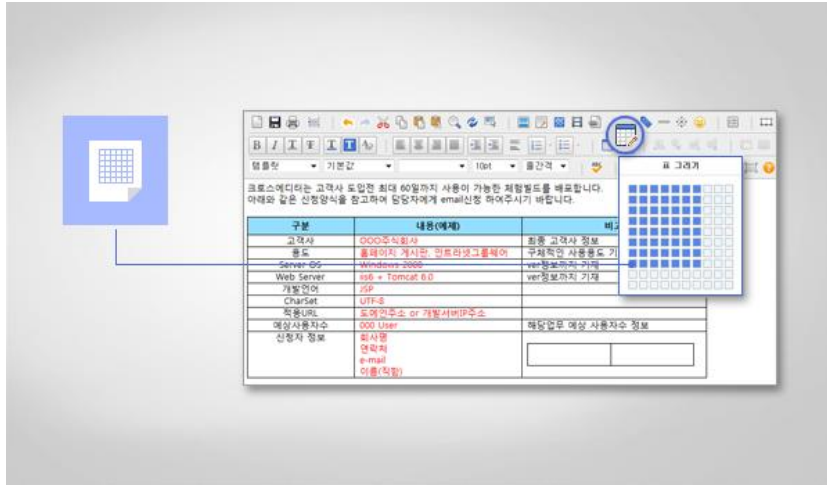 템플릿 기본값 10pt 줄간격
표 그리기
크로스에디터는 고객사 도입전 최대 60일까지 사용이 가능한 체험빌드를 배포합니다.
아래와 같은 신청양식을 참고하여 담당자에게 email신청 하여주시기 바랍니다.
구분 내용(예제) 비고
고객사 OOO주식회사 최종 고객사 정보
용도 홈페이지 게시판, 인트라넷그룹웨어 구체적인 사용용도 기
Server OS Windows 2008 ver정보까지 기재
Web Server iis6 + Tomcat 6.0 ver정보까지 기재
개발언어 JSP
CharSet UTF-8
적용URL 도메인주소 or 개발서버IP주소
예상사용자수 000 User 해당업무 예상 사용자수 정보
신청자 정보 회사명
연락처
e-mail
이름(직함)